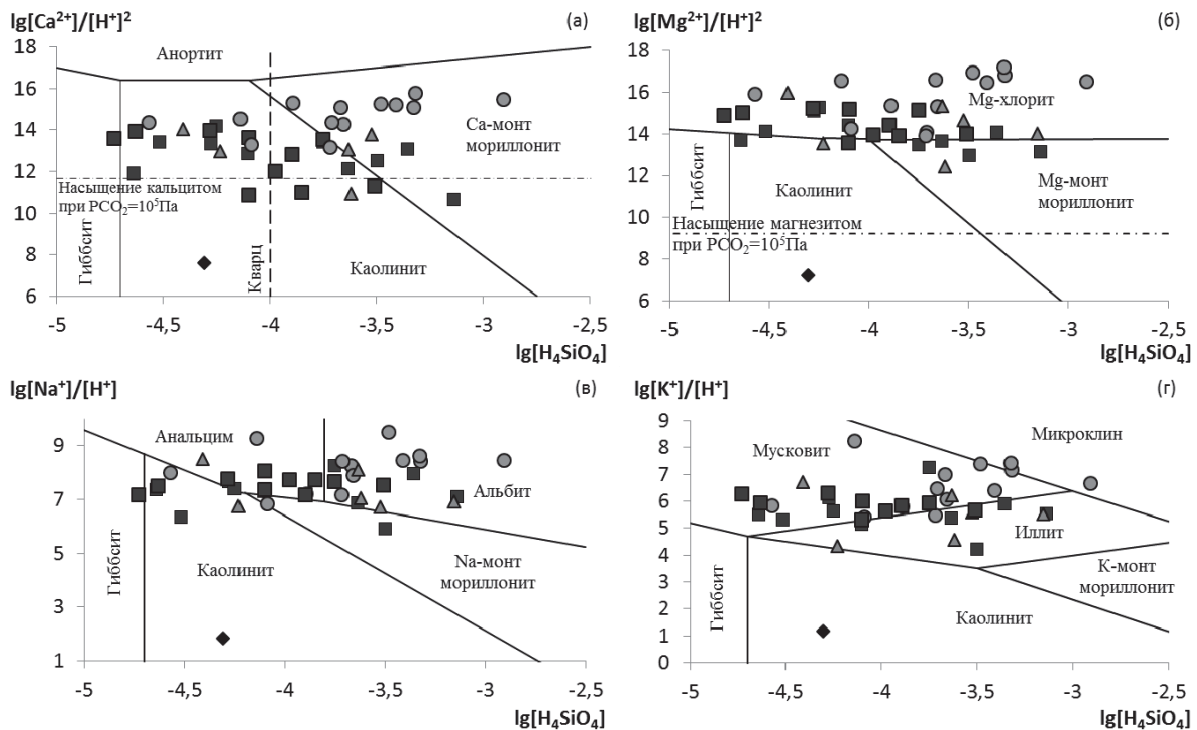 lg[Ca²⁺]/[H⁺]²
(а)
18
16
14
12
10
8
6
Анортит
Са-монт
мориллонит
Насыщение кальцитом
при РСО₂=10⁵Па
Гиббсит
Кварц
Каолинит
-5
-4,5
-4
-3,5
-3
-2,5
lg[H₄SiO₄]
lg[Mg²⁺]/[H⁺]²
(б)
18
16
14
12
10
8
6
Mg-хлорит
Гиббсит
Каолинит
Mg-монт
мориллонит
Насыщение магнезитом
при РСО₂=10⁵Па
-5
-4,5
-4
-3,5
-3
-2,5
lg[H₄SiO₄]
lg[Na⁺]/[H⁺]
(в)
9
7
5
3
1
Анальцим
Альбит
Гиббсит
Каолинит
Na-монт
мориллонит
-5
-4,5
-4
-3,5
-3
-2,5
lg[H₄SiO₄]
lg[K⁺]/[H⁺]
(г)
9
8
7
6
5
4
3
2
1
0
Мусковит
Микроклин
Иллит
К-монт
мориллонит
Гиббсит
Каолинит
-5
-4,5
-4
-3,5
-3
-2,5
lg[H₄SiO₄]